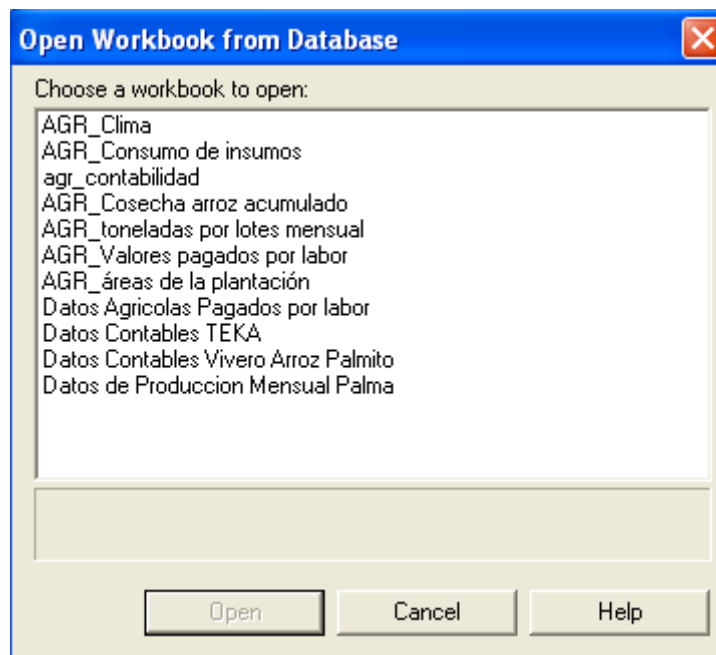 Open Workbook from Database
Choose a workbook to open:
AGR_Clima
AGR_Consumo de insumos
agr_contabilidad
AGR_Cosecha arroz acumulado
AGR_toneladas por lotes mensual
AGR_Valores pagados por labor
AGR_áreas de la plantación
Datos Agricolas Pagados por labor
Datos Contables TEKA
Datos Contables Vivero Arroz Palmito
Datos de Produccion Mensual Palma
Open Cancel Help